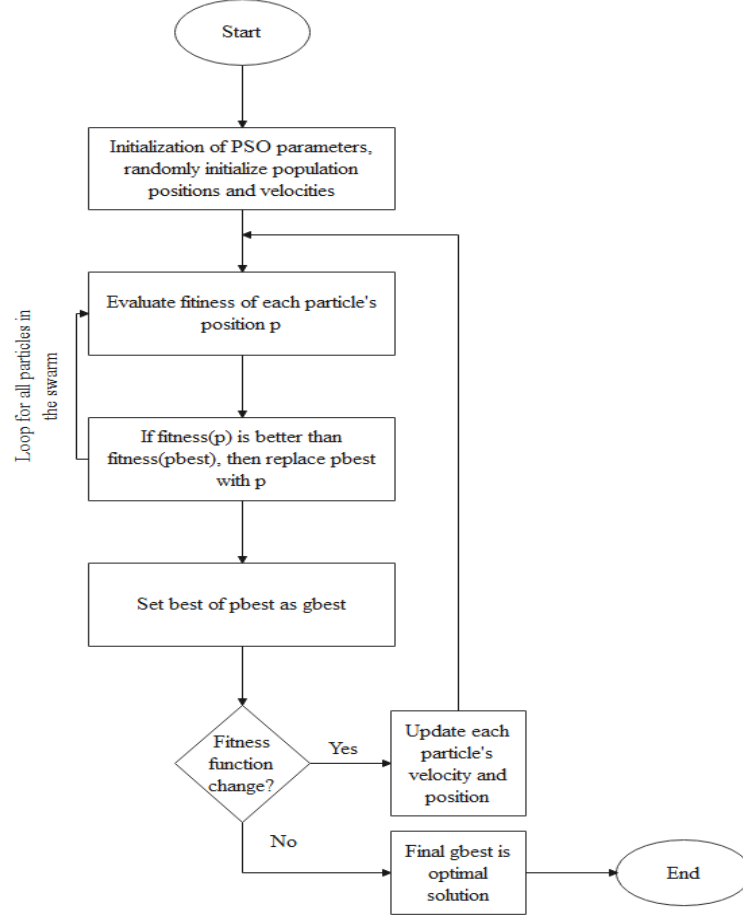 Start
Initialization of PSO parameters,
randomly initialize population
positions and velocities
Evaluate fitiness of each particle's
position p
Loop for all particles in
the swarm
If fitness(p) is better than
fitness(pbest), then replace pbest
with p
Set best of pbest as gbest
Fitness
function
change?
Yes
Update each
particle's
velocity and
position
No
Final gbest is
optimal
solution
End